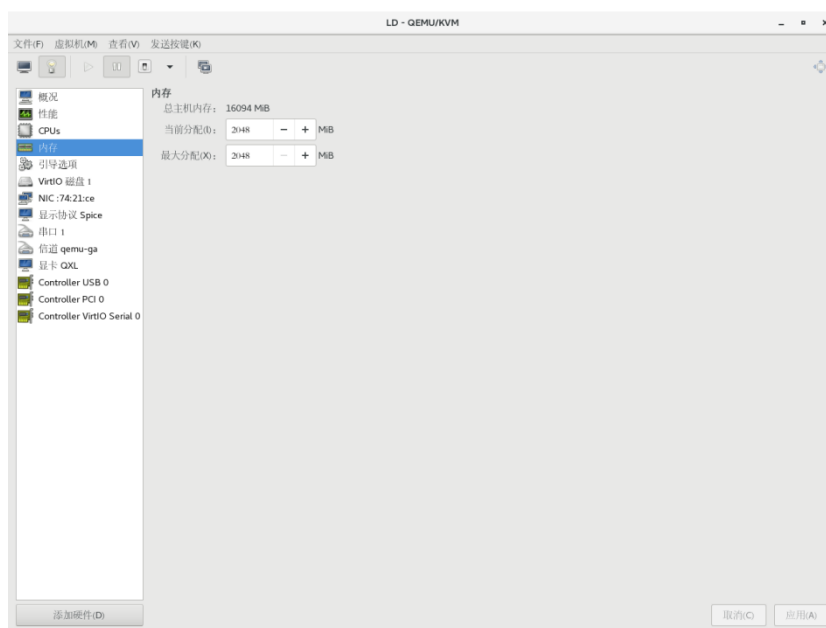 LD - QEMU/KVM
文件(F) 虚拟机(M) 查看(V) 发送按键(K)
概况
性能
CPUs
内存
引导选项
VirtIO 磁盘 1
NIC :74:21:ce
显示协议 Spice
串口 1
信道 qemu-ga
显卡 QXL
Controller USB 0
Controller PCI 0
Controller VirtIO Serial 0
添加硬件(D)
内存
总主机内存： 16094 MiB
当前分配(I)： 2048 − + MiB
最大分配(X)： 2048 − + MiB
取消(C) 应用(A)